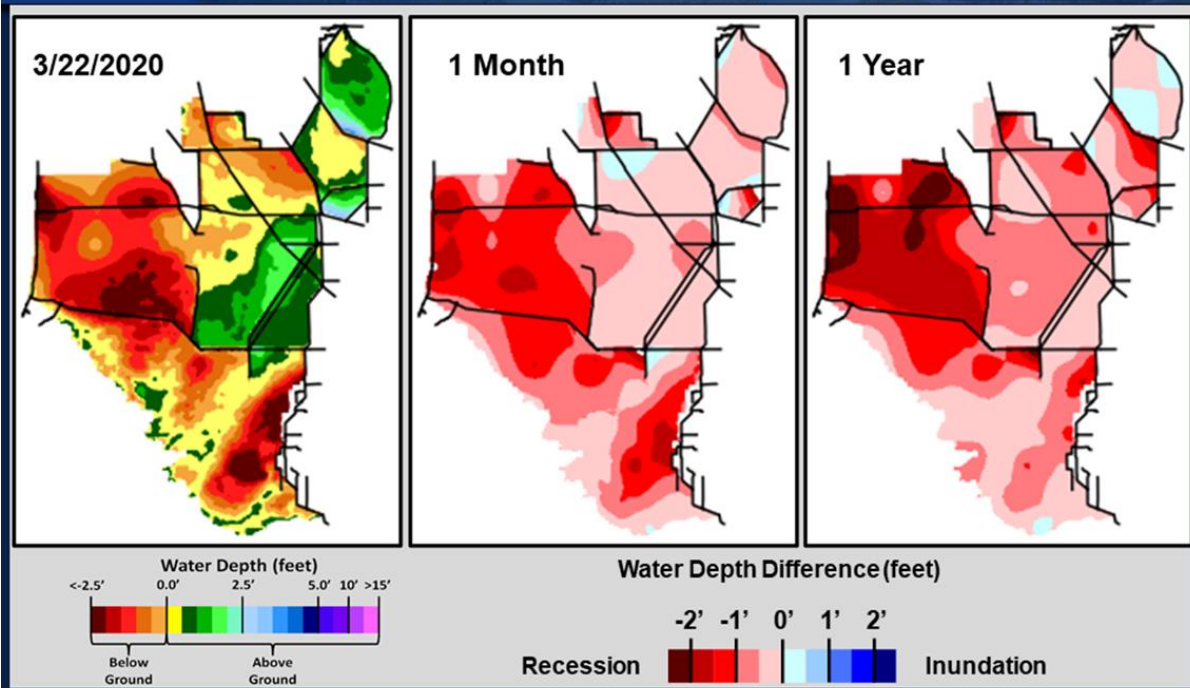 3/22/2020
1 Month
1 Year
Water Depth (feet)
<-2.5' 0.0' 2.5' 5.0' 10' >15'
Below
Ground
Above
Ground
Water Depth Difference (feet)
-2' -1' 0' 1' 2'
Recession
Inundation